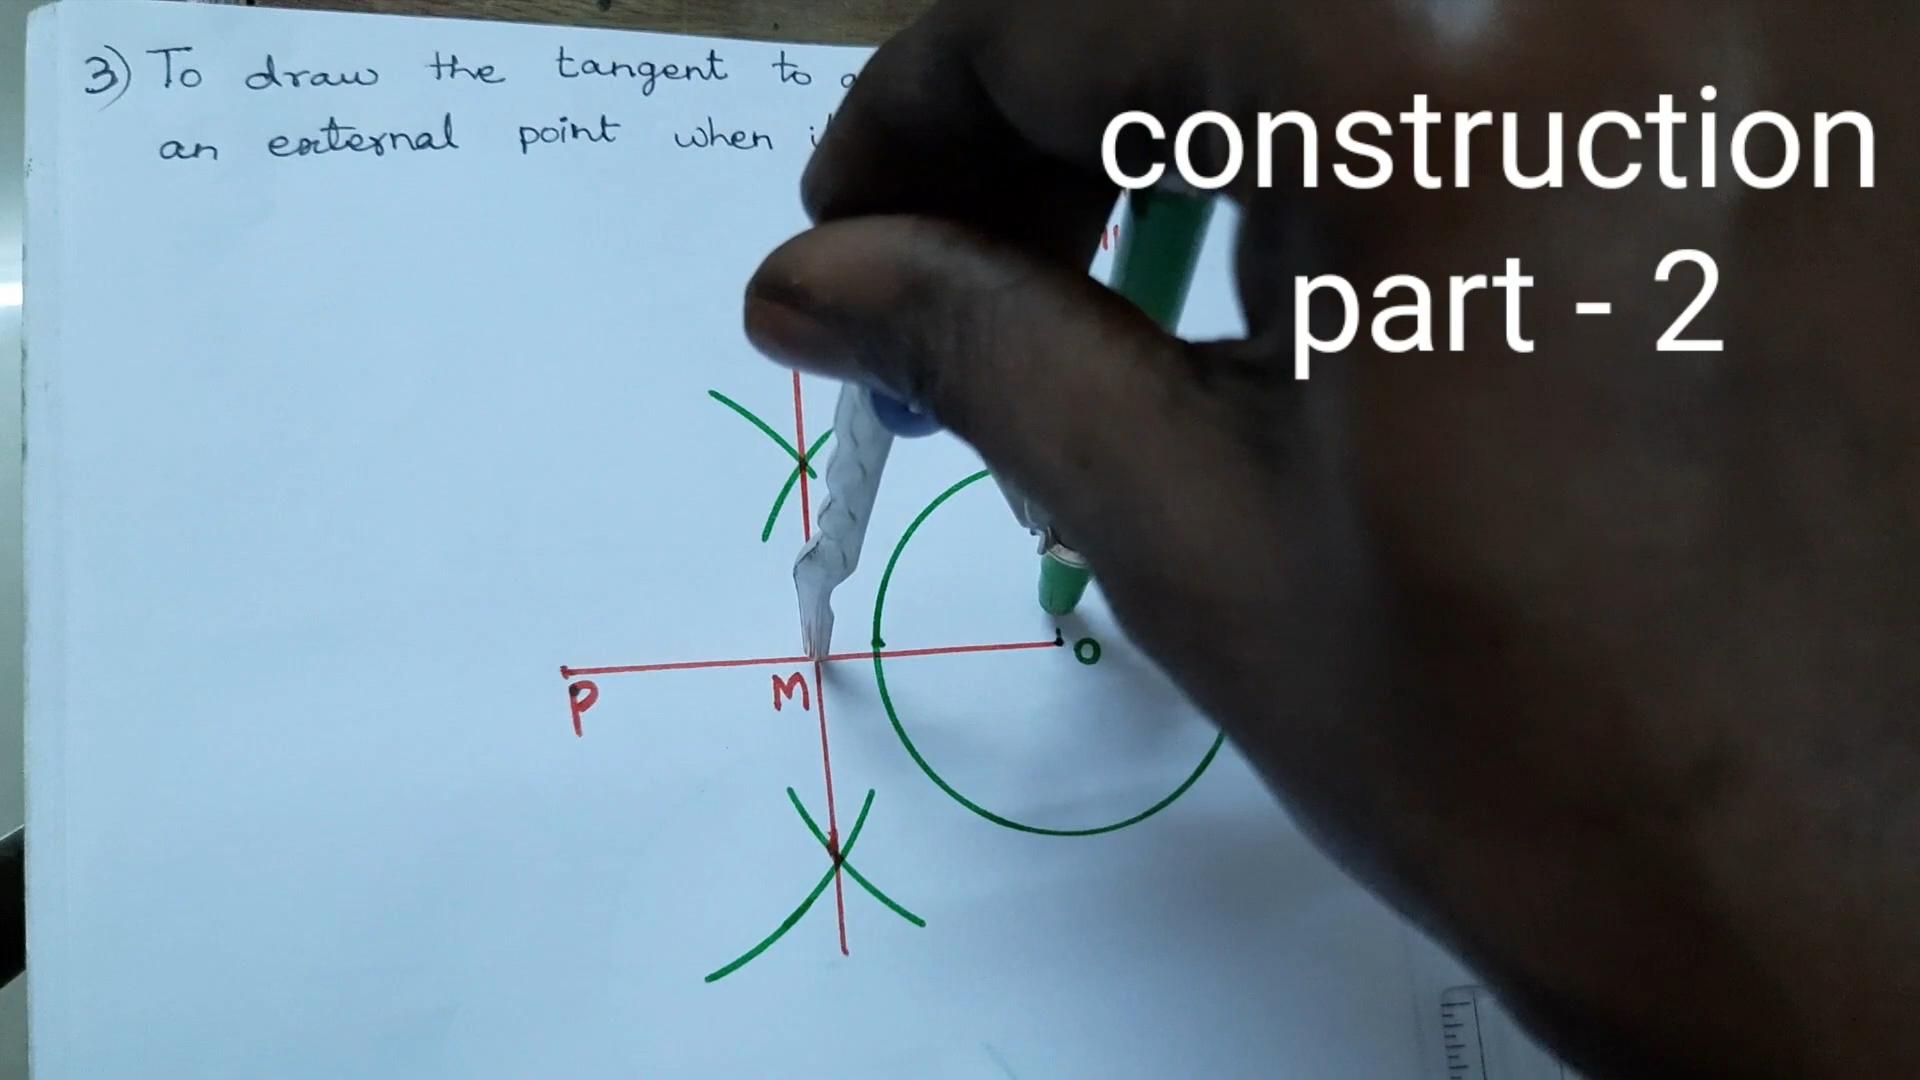 3) To draw the tangent to
an external point when
construction
part - 2
P
M
O